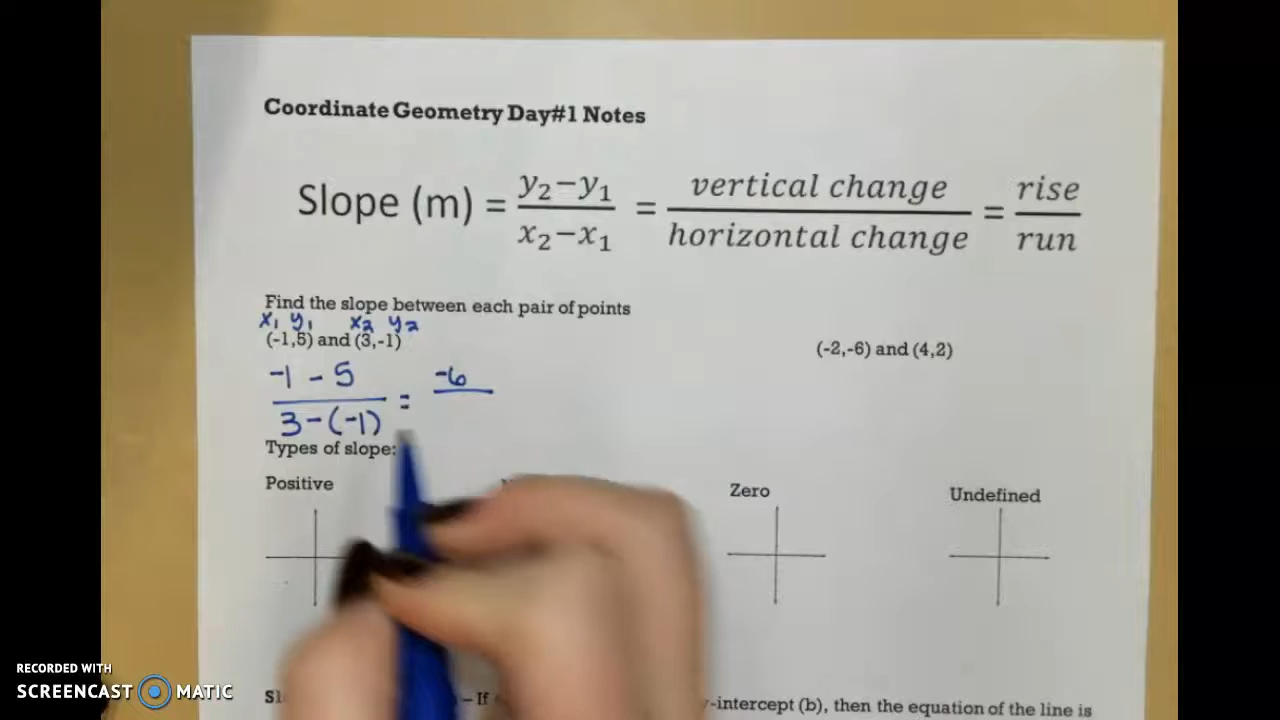 Coordinate Geometry Day#1 Notes
Slope (m) = y₂−y₁ / x₂−x₁ = vertical change / horizontal change = rise / run
Find the slope between each pair of points
x₁ y₁ x₂ y₂
(-1,5) and (3,-1)
(-2,-6) and (4,2)
-1 - 5 / 3-(-1) = -6
Types of slope:
Positive
Zero
Undefined
– If
-intercept (b), then the equation of the line is
RECORDED WITH
SCREENCAST MATIC